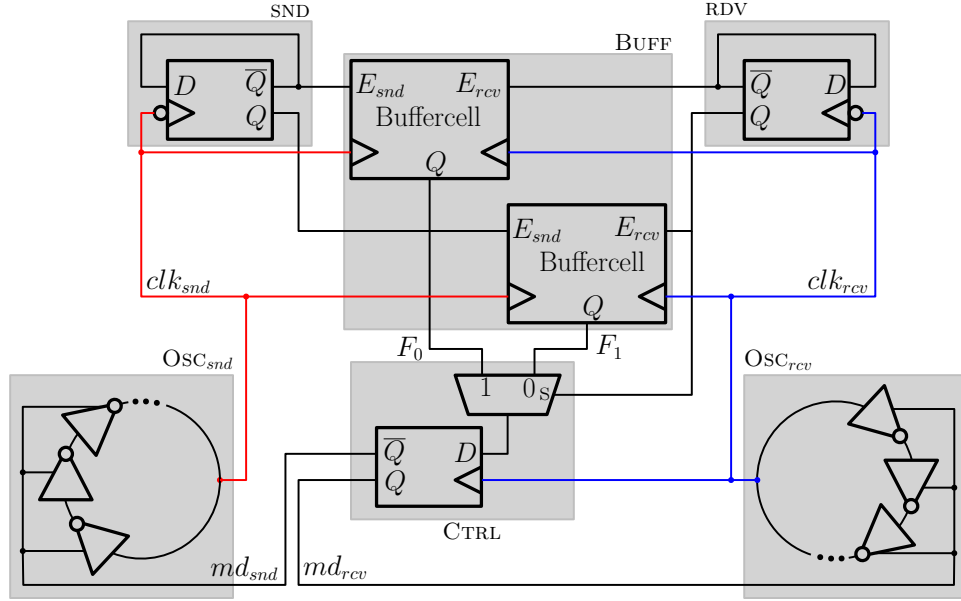 SND
RDV
BUFF
D
Q̅
Q
E_snd
E_rcv
Buffercell
Q
Q̅
Q
D
E_snd
E_rcv
Buffercell
Q
clk_snd
clk_rcv
F_0
F_1
OSC_snd
OSC_rcv
1
0
S
Q̅
Q
D
CTRL
md_snd
md_rcv